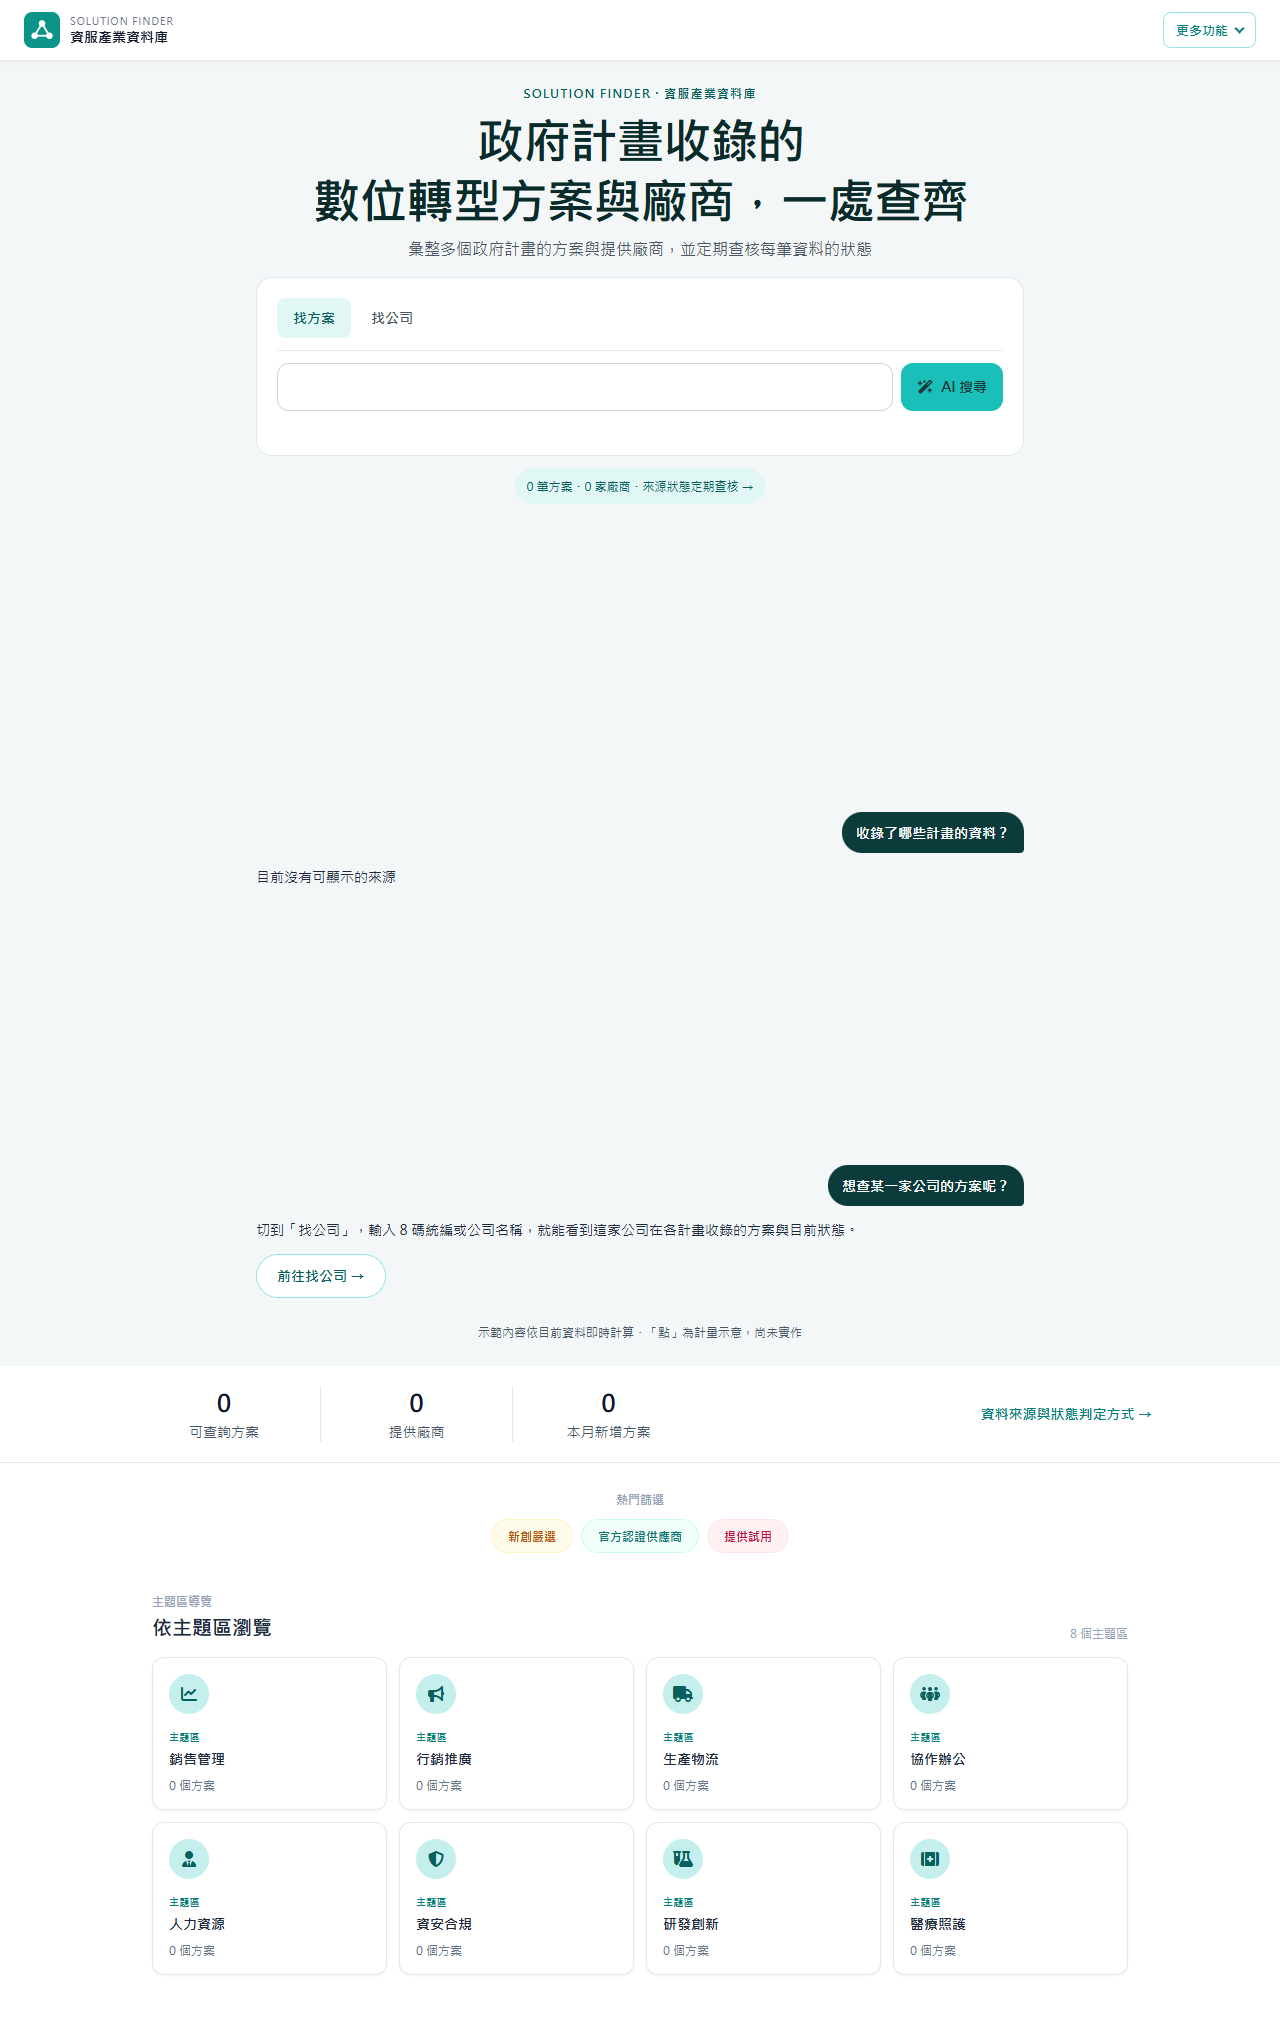 SOLUTION FINDER
資服產業資料庫
更多功能
SOLUTION FINDER · 資服產業資料庫
政府計畫收錄的
數位轉型方案與廠商，一處查齊
彙整多個政府計畫的方案與提供廠商，並定期查核每筆資料的狀態
找方案
找公司
AI 搜尋
0 筆方案 · 0 家廠商 · 來源狀態定期查核 →
收錄了哪些計畫的資料？
目前沒有可顯示的來源
想查某一家公司的方案呢？
切到「找公司」，輸入 8 碼統編或公司名稱，就能看到這家公司在各計畫收錄的方案與目前狀態。
前往找公司 →
示範內容依目前資料即時計算 · 「點」為計量示意，尚未實作
0
可查詢方案
0
提供廠商
0
本月新增方案
資料來源與狀態判定方式 →
熱門篩選
新創嚴選
官方認證供應商
提供試用
主題區導覽
依主題區瀏覽
8 個主題區
主題區
銷售管理
0 個方案
主題區
行銷推廣
0 個方案
主題區
生產物流
0 個方案
主題區
協作辦公
0 個方案
主題區
人力資源
0 個方案
主題區
資安合規
0 個方案
主題區
研發創新
0 個方案
主題區
醫療照護
0 個方案